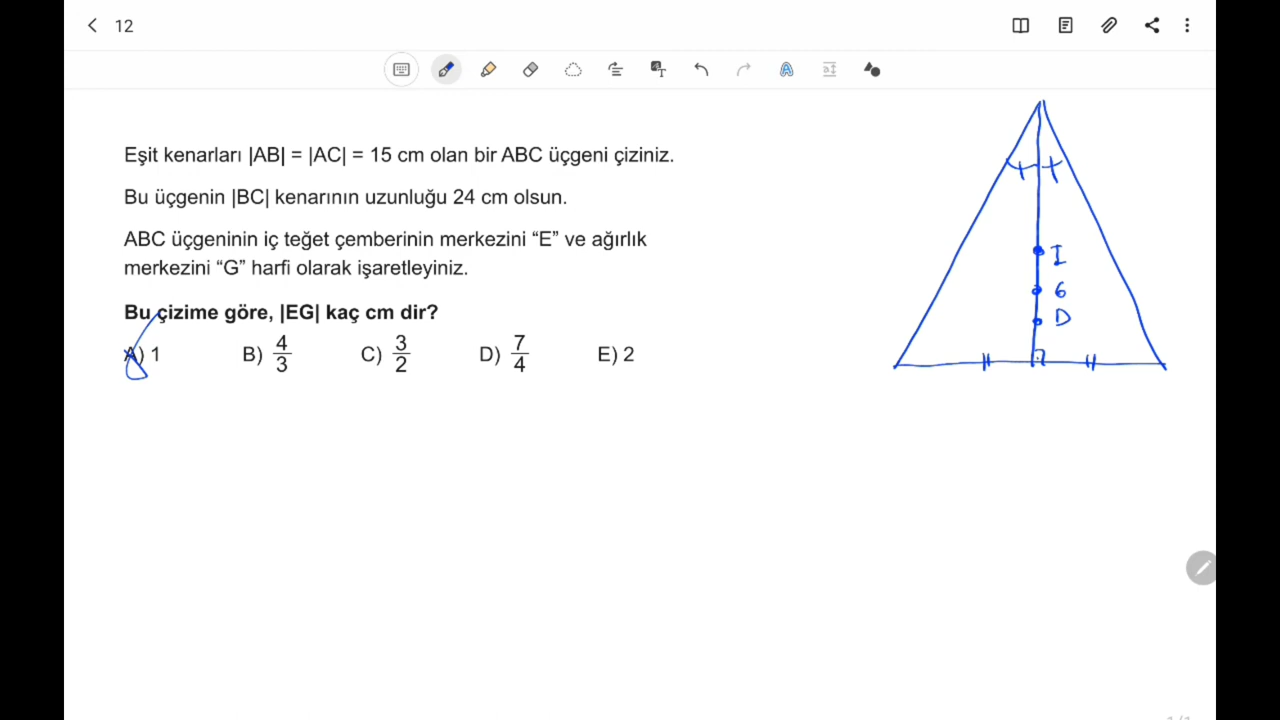 12
Eşit kenarları |AB| = |AC| = 15 cm olan bir ABC üçgeni çiziniz.
Bu üçgenin |BC| kenarının uzunluğu 24 cm olsun.
ABC üçgeninin iç teğet çemberinin merkezini “E” ve ağırlık
merkezini “G” harfi olarak işaretleyiniz.
Bu çizime göre, |EG| kaç cm dir?
A) 1 B) 4/3 C) 3/2 D) 7/4 E) 2
I
G
D